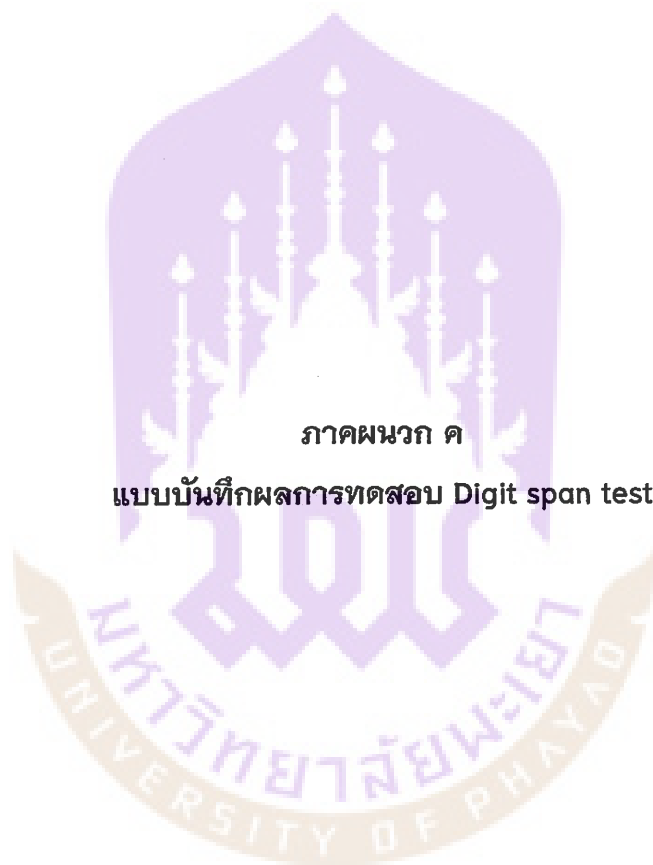 ภาคผนวก ค
แบบบันทึกผลการทดสอบ Digit span test
มหาวิทยาลัยพะเยา
UNIVERSITY OF PHAYAO